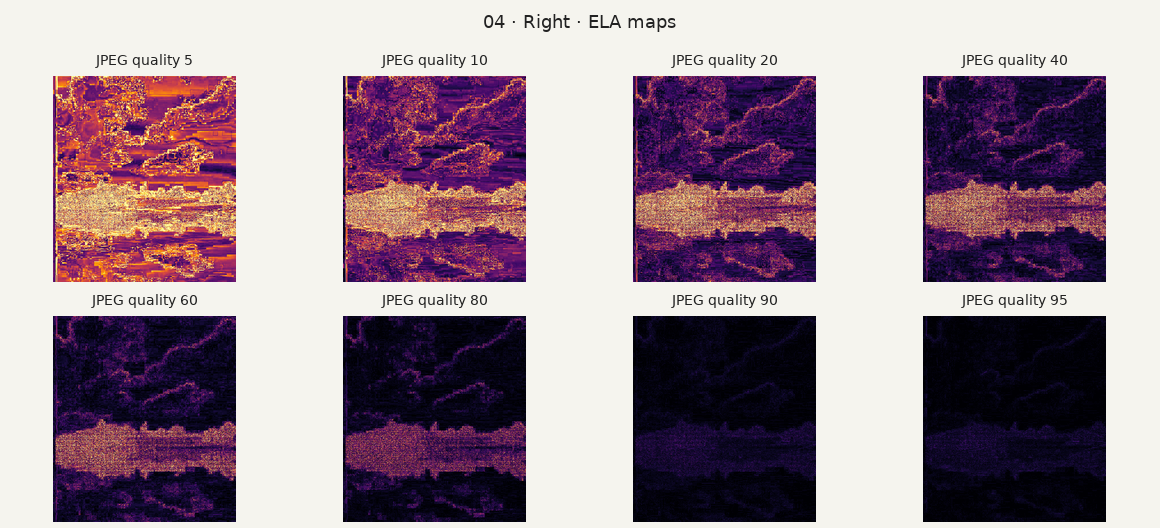 04 · Right · ELA maps
JPEG quality 5
JPEG quality 10
JPEG quality 20
JPEG quality 40
JPEG quality 60
JPEG quality 80
JPEG quality 90
JPEG quality 95